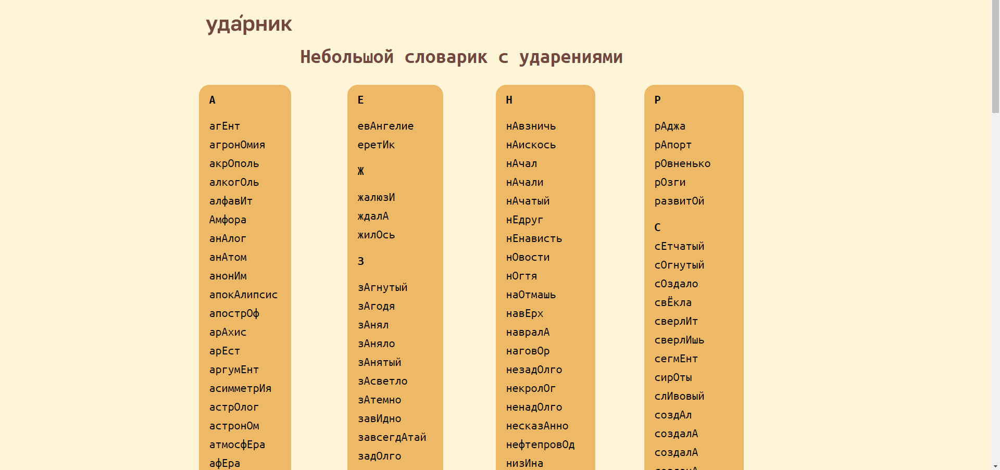 уда́рник
Небольшой словарик с ударениями
А
агЕнт
агронОмия
акрОполь
алкогОль
алфавИт
Амфора
анАлог
анАтом
анонИм
апокАлипсис
апострОф
арАхис
арЕст
аргумЕнт
асимметрИя
астрОлог
астронОм
атмосфЕра
афЕра
Е
евАнгелие
еретИк
Ж
жалюзИ
ждалА
жилОсь
З
зАгнутый
зАгодя
зАнял
зАняло
зАнятый
зАсветло
зАтемно
завИдно
завсегдАтай
задОлго
Н
нАвзничь
нАискось
нАчал
нАчали
нАчатый
нЕдруг
нЕнависть
нОвости
нОгтя
наОтмашь
навЕрх
навралА
наговОр
незадОлго
некролОг
ненадОлго
несказАнно
нефтепровОд
низИна
Р
рАджа
рАпорт
рОвненько
рОзги
развитОй
С
сЕтчатый
сОгнутый
сОздало
свЁкла
сверлИт
сверлИшь
сегмЕнт
сирОты
слИвовый
создАл
создалА
создалА